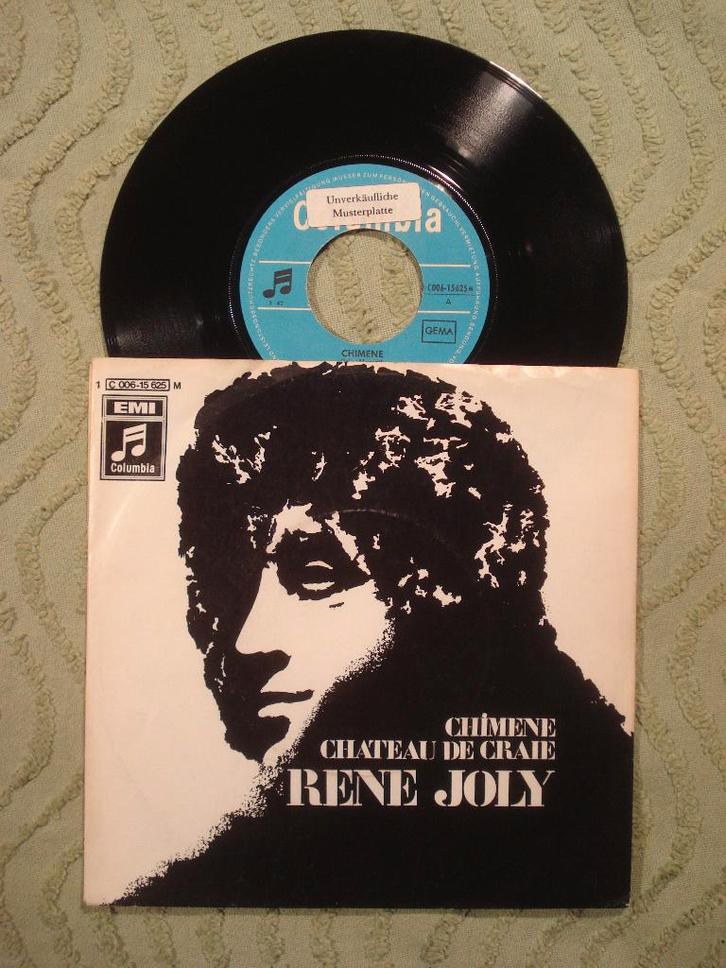 Unverkäufliche
Musterplatte
Columbia
C006-15625 M
A
GEMA
CHIMENE
1 C 006-15 625 M
EMI
Columbia
CHIMENE
CHATEAU DE CRAIE
RENE JOLY